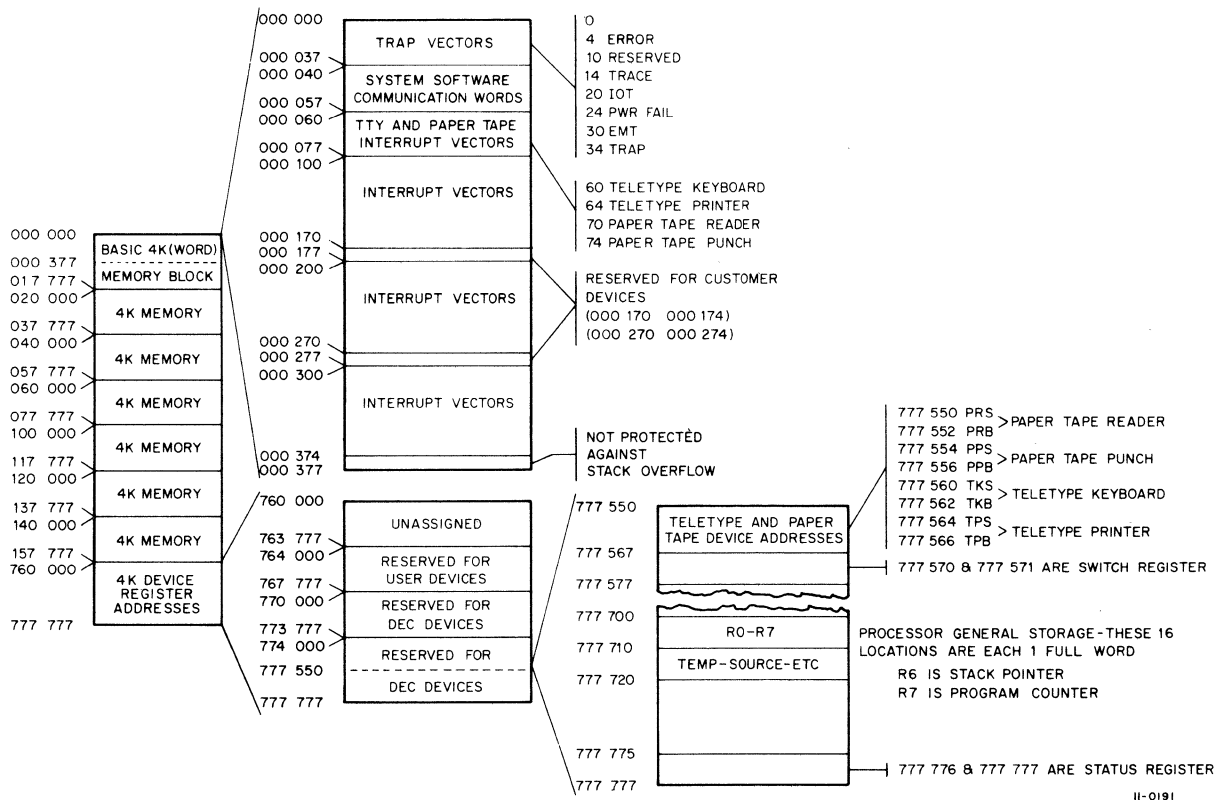 000 000
000 377
017 777
020 000
037 777
040 000
057 777
060 000
077 777
100 000
117 777
120 000
137 777
140 000
157 777
760 000
777 777
BASIC 4K(WORD)
MEMORY BLOCK
4K MEMORY
4K MEMORY
4K MEMORY
4K MEMORY
4K MEMORY
4K MEMORY
4K DEVICE
REGISTER
ADDRESSES
000 000
000 037
000 040
000 057
000 060
000 077
000 100
000 170
000 177
000 200
000 270
000 277
000 300
000 374
000 377
TRAP VECTORS
SYSTEM SOFTWARE
COMMUNICATION WORDS
TTY AND PAPER TAPE
INTERRUPT VECTORS
INTERRUPT VECTORS
INTERRUPT VECTORS
INTERRUPT VECTORS
0
4 ERROR
10 RESERVED
14 TRACE
20 IOT
24 PWR FAIL
30 EMT
34 TRAP
60 TELETYPE KEYBOARD
64 TELETYPE PRINTER
70 PAPER TAPE READER
74 PAPER TAPE PUNCH
RESERVED FOR CUSTOMER
DEVICES
(000 170 000 174)
(000 270 000 274)
NOT PROTECTED
AGAINST
STACK OVERFLOW
760 000
763 777
764 000
767 777
770 000
773 777
774 000
777 550
777 777
UNASSIGNED
RESERVED FOR
USER DEVICES
RESERVED FOR
DEC DEVICES
RESERVED FOR
DEC DEVICES
777 550
777 567
777 577
777 700
777 710
777 720
777 775
777 777
TELETYPE AND PAPER
TAPE DEVICE ADDRESSES
R0-R7
TEMP-SOURCE-ETC
777 550 PRS
777 552 PRB
> PAPER TAPE READER
777 554 PPS
777 556 PPB
> PAPER TAPE PUNCH
777 560 TKS
777 562 TKB
> TELETYPE KEYBOARD
777 564 TPS
777 566 TPB
> TELETYPE PRINTER
777 570 & 777 571 ARE SWITCH REGISTER
PROCESSOR GENERAL STORAGE-THESE 16
LOCATIONS ARE EACH 1 FULL WORD
R6 IS STACK POINTER
R7 IS PROGRAM COUNTER
777 776 & 777 777 ARE STATUS REGISTER
11-0191